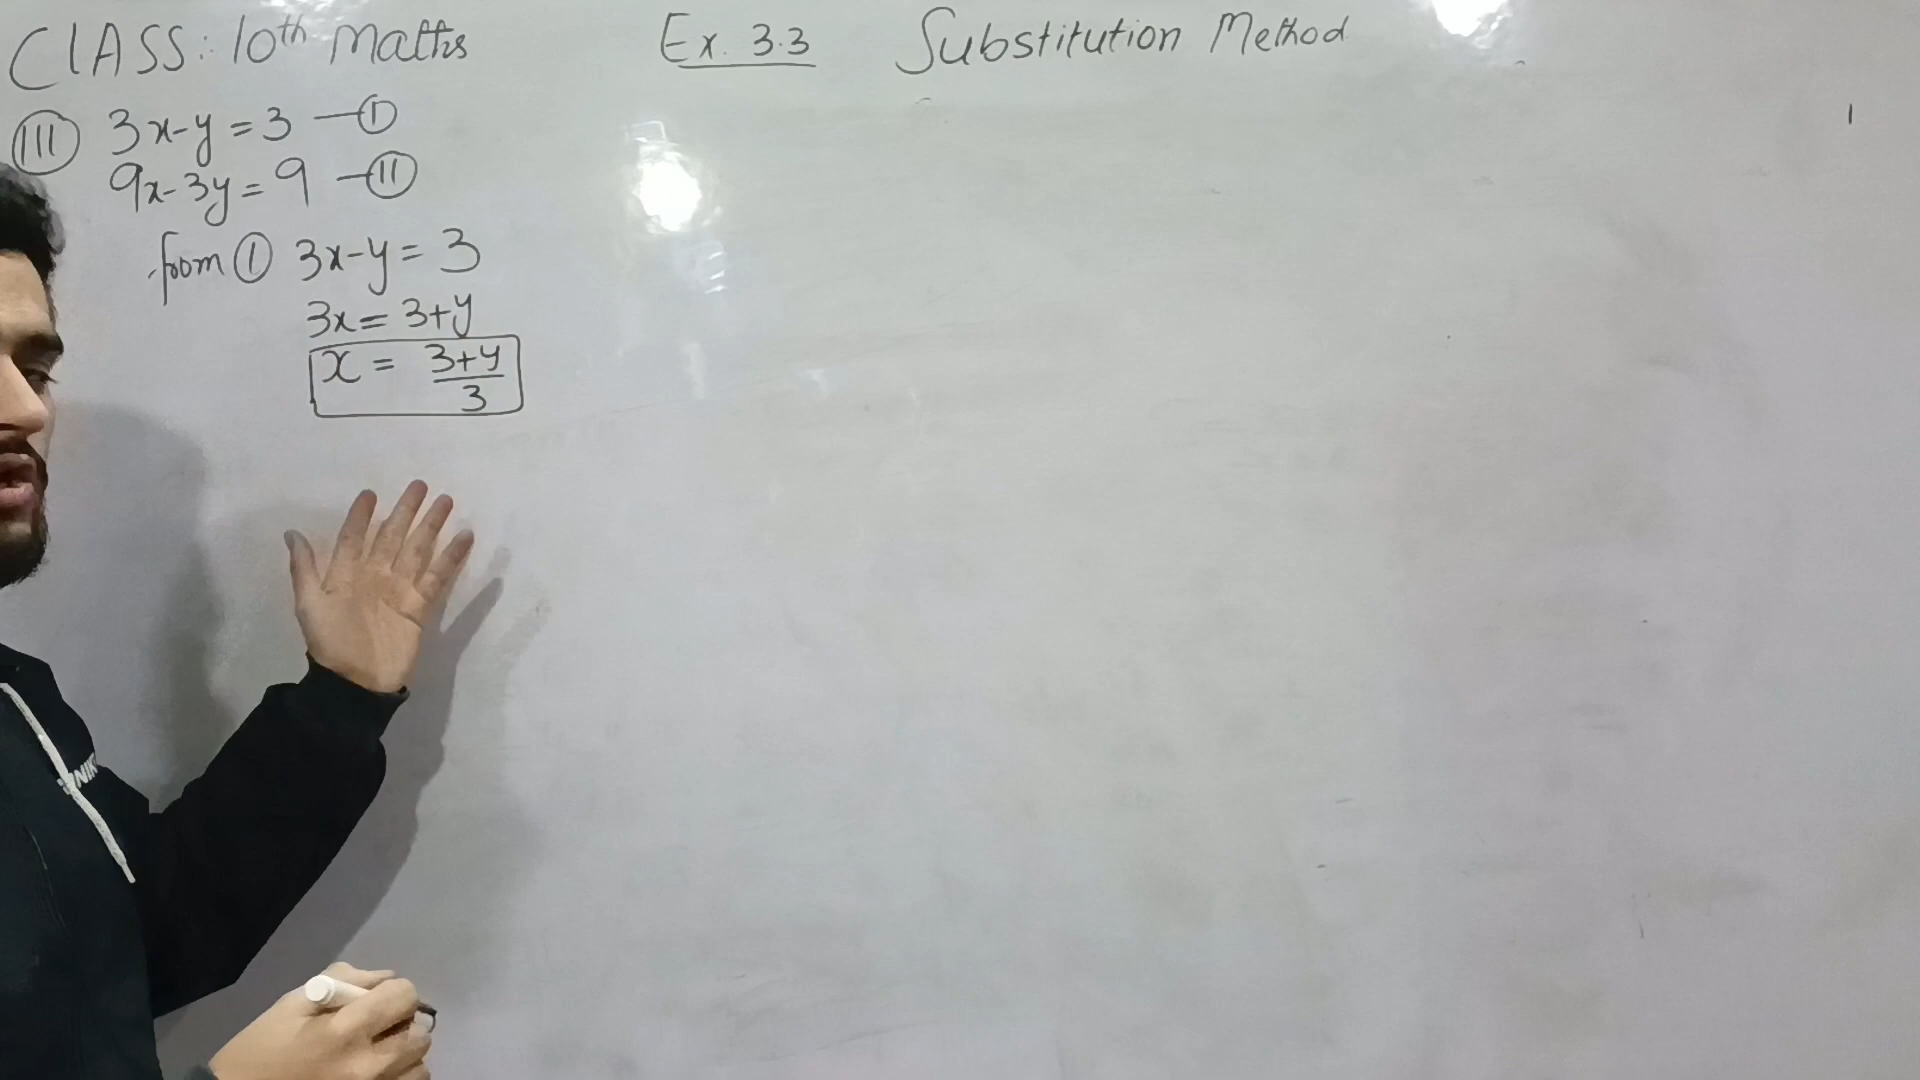 CLASS: 10th Maths Ex. 3.3 Substitution Method
(III) 3x-y=3 —(I)
9x-3y=9 —(II)
from (I) 3x-y=3
3x=3+y
x = (3+y)/3